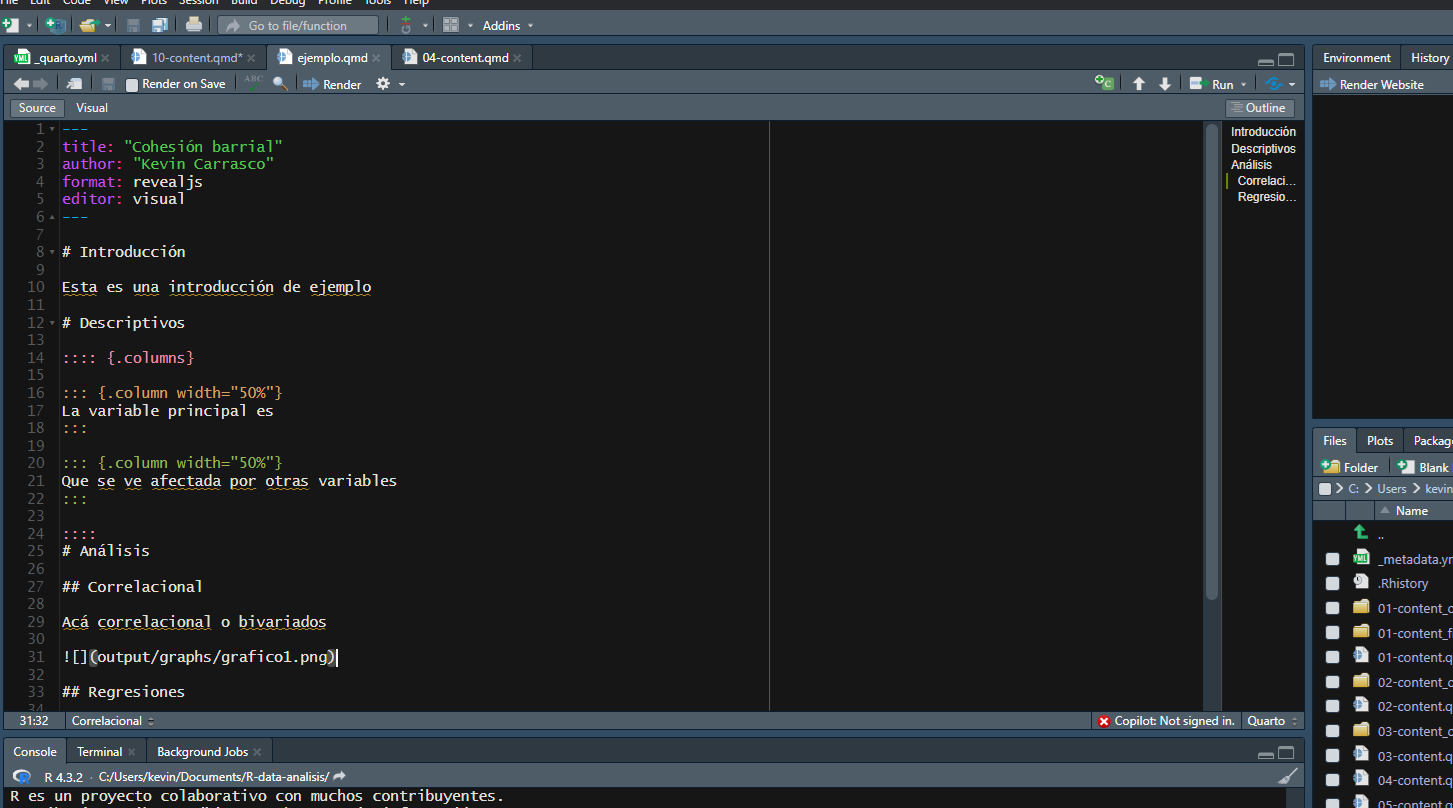 File Edit Code View Plots Session Build Debug Profile Tools Help
Go to file/function
Addins
_quarto.yml
10-content.qmd*
ejemplo.qmd
04-content.qmd
Render on Save
ABC
Render
Run
Source
Visual
Outline
1 ---
2 title: "Cohesión barrial"
3 author: "Kevin Carrasco"
4 format: revealjs
5 editor: visual
6 ---
7
8 # Introducción
9
10 Esta es una introducción de ejemplo
11
12 # Descriptivos
13
14 :::: {.columns}
15
16 ::: {.column width="50%"}
17 La variable principal es
18 :::
19
20 ::: {.column width="50%"}
21 Que se ve afectada por otras variables
22 :::
23
24 ::::
25 # Análisis
26
27 ## Correlacional
28
29 Acá correlacional o bivariados
30
31 ![](output/graphs/grafico1.png)
32
33 ## Regresiones
34
Introducción
Descriptivos
Análisis
Correlaci...
Regresio...
31:32
Correlacional
Copilot: Not signed in.
Quarto
Console
Terminal
Background Jobs
R 4.3.2 · C:/Users/kevin/Documents/R-data-analisis/
R es un proyecto colaborativo con muchos contribuyentes.
Environment
History
Render Website
Files
Plots
Package
Folder
Blank
C: Users kevin
Name
..
_metadata.ym
.Rhistory
01-content_c
01-content_f
01-content.q
02-content_c
02-content.q
03-content_c
03-content.q
04-content.q
05-content.q